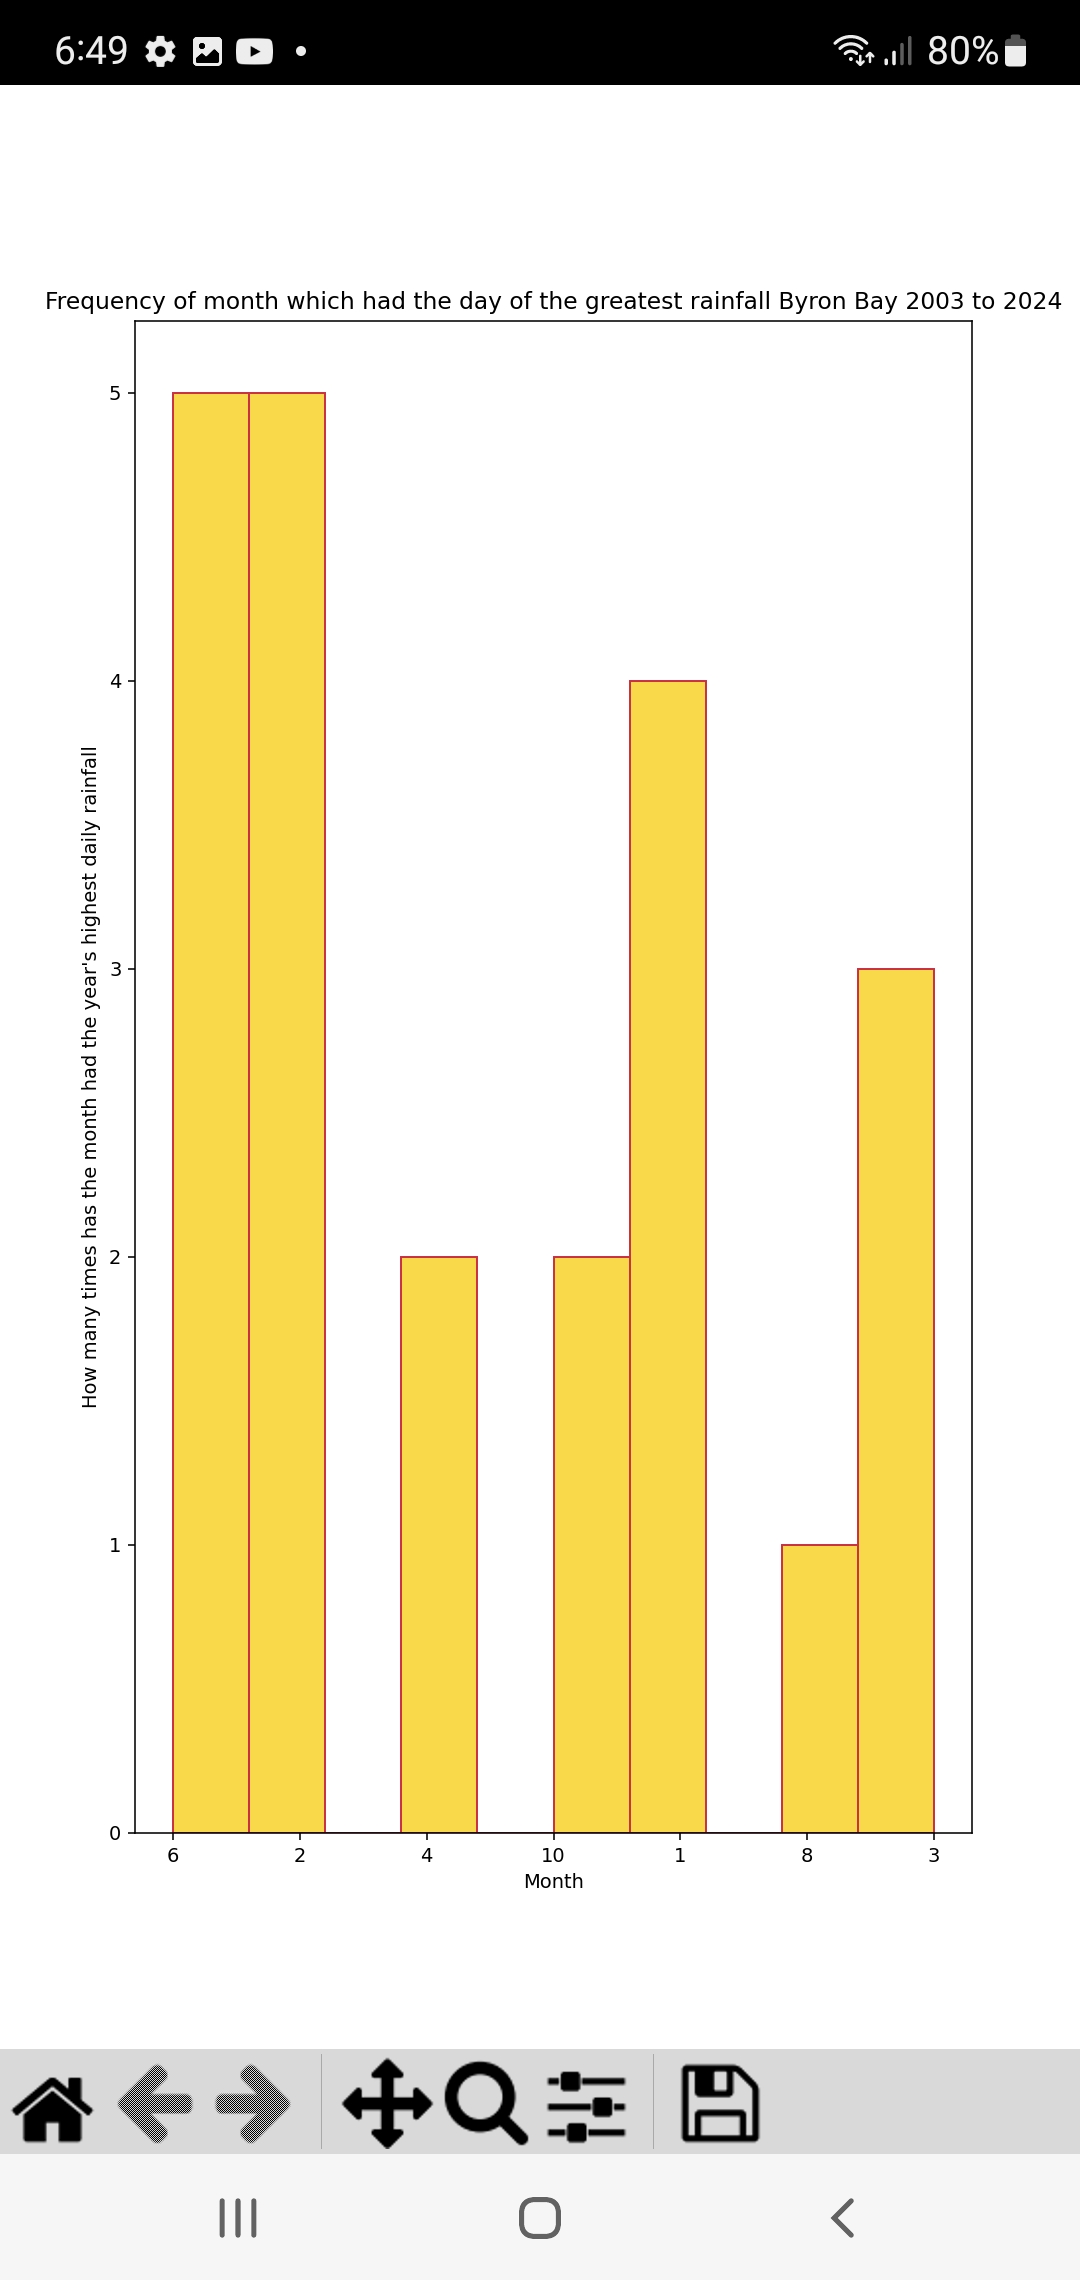 6:49
80%
Frequency of month which had the day of the greatest rainfall Byron Bay 2003 to 2024
How many times has the month had the year's highest daily rainfall
5
4
3
2
1
0
6 2 4 10 1 8 3
Month